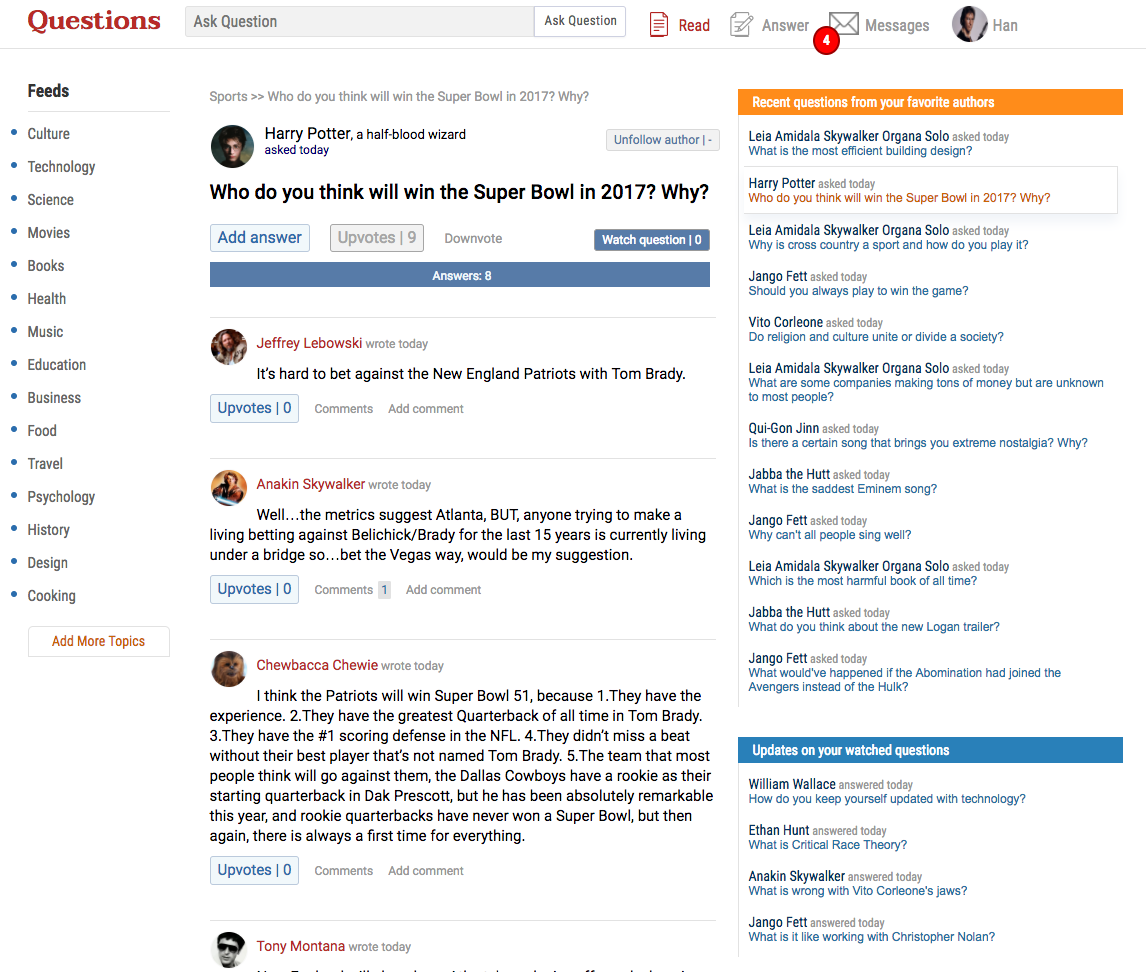 Questions
Ask Question
Ask Question
Read
Answer
4
Messages
Han
Feeds
Culture
Technology
Science
Movies
Books
Health
Music
Education
Business
Food
Travel
Psychology
History
Design
Cooking
Add More Topics
Sports >> Who do you think will win the Super Bowl in 2017? Why?
Harry Potter, a half-blood wizard
asked today
Unfollow author | -
Who do you think will win the Super Bowl in 2017? Why?
Add answer
Upvotes | 9
Downvote
Watch question | 0
Answers: 8
Jeffrey Lebowski wrote today
It's hard to bet against the New England Patriots with Tom Brady.
Upvotes | 0
Comments
Add comment
Anakin Skywalker wrote today
Well…the metrics suggest Atlanta, BUT, anyone trying to make a
living betting against Belichick/Brady for the last 15 years is currently living
under a bridge so…bet the Vegas way, would be my suggestion.
Upvotes | 0
Comments 1
Add comment
Chewbacca Chewie wrote today
I think the Patriots will win Super Bowl 51, because 1.They have the
experience. 2.They have the greatest Quarterback of all time in Tom Brady.
3.They have the #1 scoring defense in the NFL. 4.They didn't miss a beat
without their best player that's not named Tom Brady. 5.The team that most
people think will go against them, the Dallas Cowboys have a rookie as their
starting quarterback in Dak Prescott, but he has been absolutely remarkable
this year, and rookie quarterbacks have never won a Super Bowl, but then
again, there is always a first time for everything.
Upvotes | 0
Comments
Add comment
Tony Montana wrote today
Recent questions from your favorite authors
Leia Amidala Skywalker Organa Solo asked today
What is the most efficient building design?
Harry Potter asked today
Who do you think will win the Super Bowl in 2017? Why?
Leia Amidala Skywalker Organa Solo asked today
Why is cross country a sport and how do you play it?
Jango Fett asked today
Should you always play to win the game?
Vito Corleone asked today
Do religion and culture unite or divide a society?
Leia Amidala Skywalker Organa Solo asked today
What are some companies making tons of money but are unknown
to most people?
Qui-Gon Jinn asked today
Is there a certain song that brings you extreme nostalgia? Why?
Jabba the Hutt asked today
What is the saddest Eminem song?
Jango Fett asked today
Why can't all people sing well?
Leia Amidala Skywalker Organa Solo asked today
Which is the most harmful book of all time?
Jabba the Hutt asked today
What do you think about the new Logan trailer?
Jango Fett asked today
What would've happened if the Abomination had joined the
Avengers instead of the Hulk?
Updates on your watched questions
William Wallace answered today
How do you keep yourself updated with technology?
Ethan Hunt answered today
What is Critical Race Theory?
Anakin Skywalker answered today
What is wrong with Vito Corleone's jaws?
Jango Fett answered today
What is it like working with Christopher Nolan?